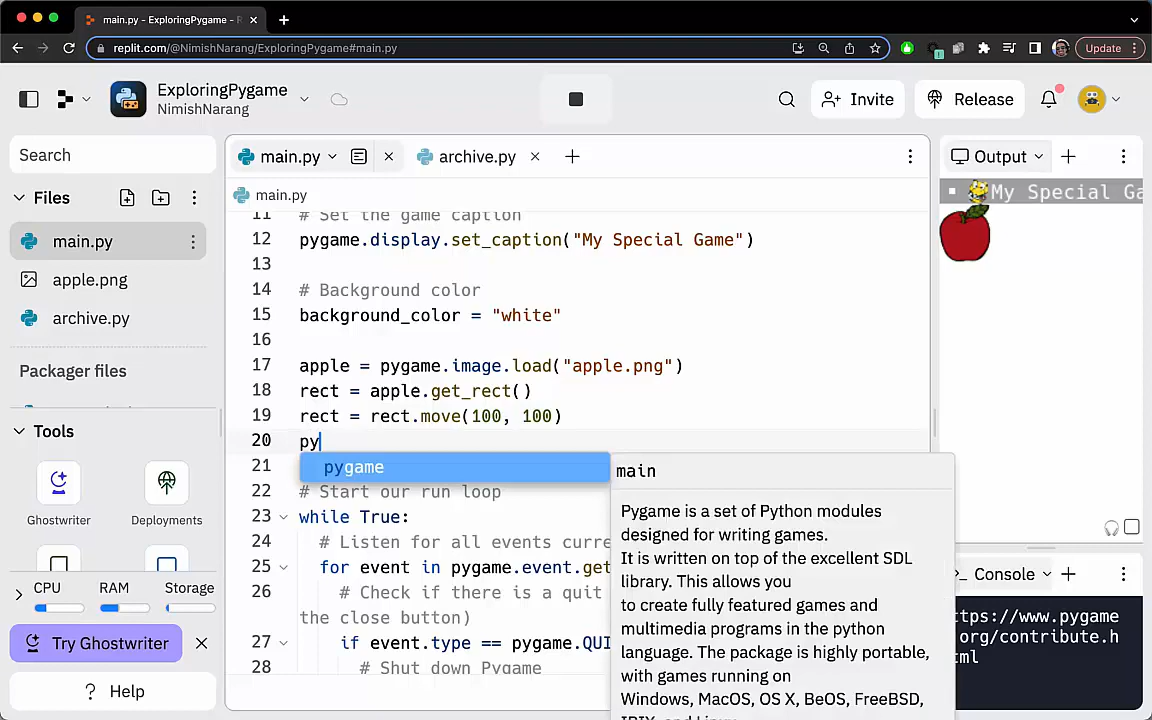 main.py - ExploringPygame - R
replit.com/@NimishNarang/ExploringPygame#main.py
Update
ExploringPygame
NimishNarang
Invite
Release
Search
main.py
archive.py
Output
Files
main.py
My Special Ga
main.py
apple.png
archive.py
Packager files
Tools
Ghostwriter
Deployments
CPU
RAM
Storage
Try Ghostwriter
? Help
11 # Set the game caption
12 pygame.display.set_caption("My Special Game")
13
14 # Background color
15 background_color = "white"
16
17 apple = pygame.image.load("apple.png")
18 rect = apple.get_rect()
19 rect = rect.move(100, 100)
20 py
21 pygame
22 # Start our run loop
23 while True:
24 # Listen for all events curre
25 for event in pygame.event.get
26 # Check if there is a quit
the close button)
27 if event.type == pygame.QUI
28 # Shut down Pygame
main
Pygame is a set of Python modules
designed for writing games.
It is written on top of the excellent SDL
library. This allows you
to create fully featured games and
multimedia programs in the python
language. The package is highly portable,
with games running on
Windows, MacOS, OS X, BeOS, FreeBSD,
IRIX, and Linux.
Console
ttps://www.pygame
.org/contribute.h
tml